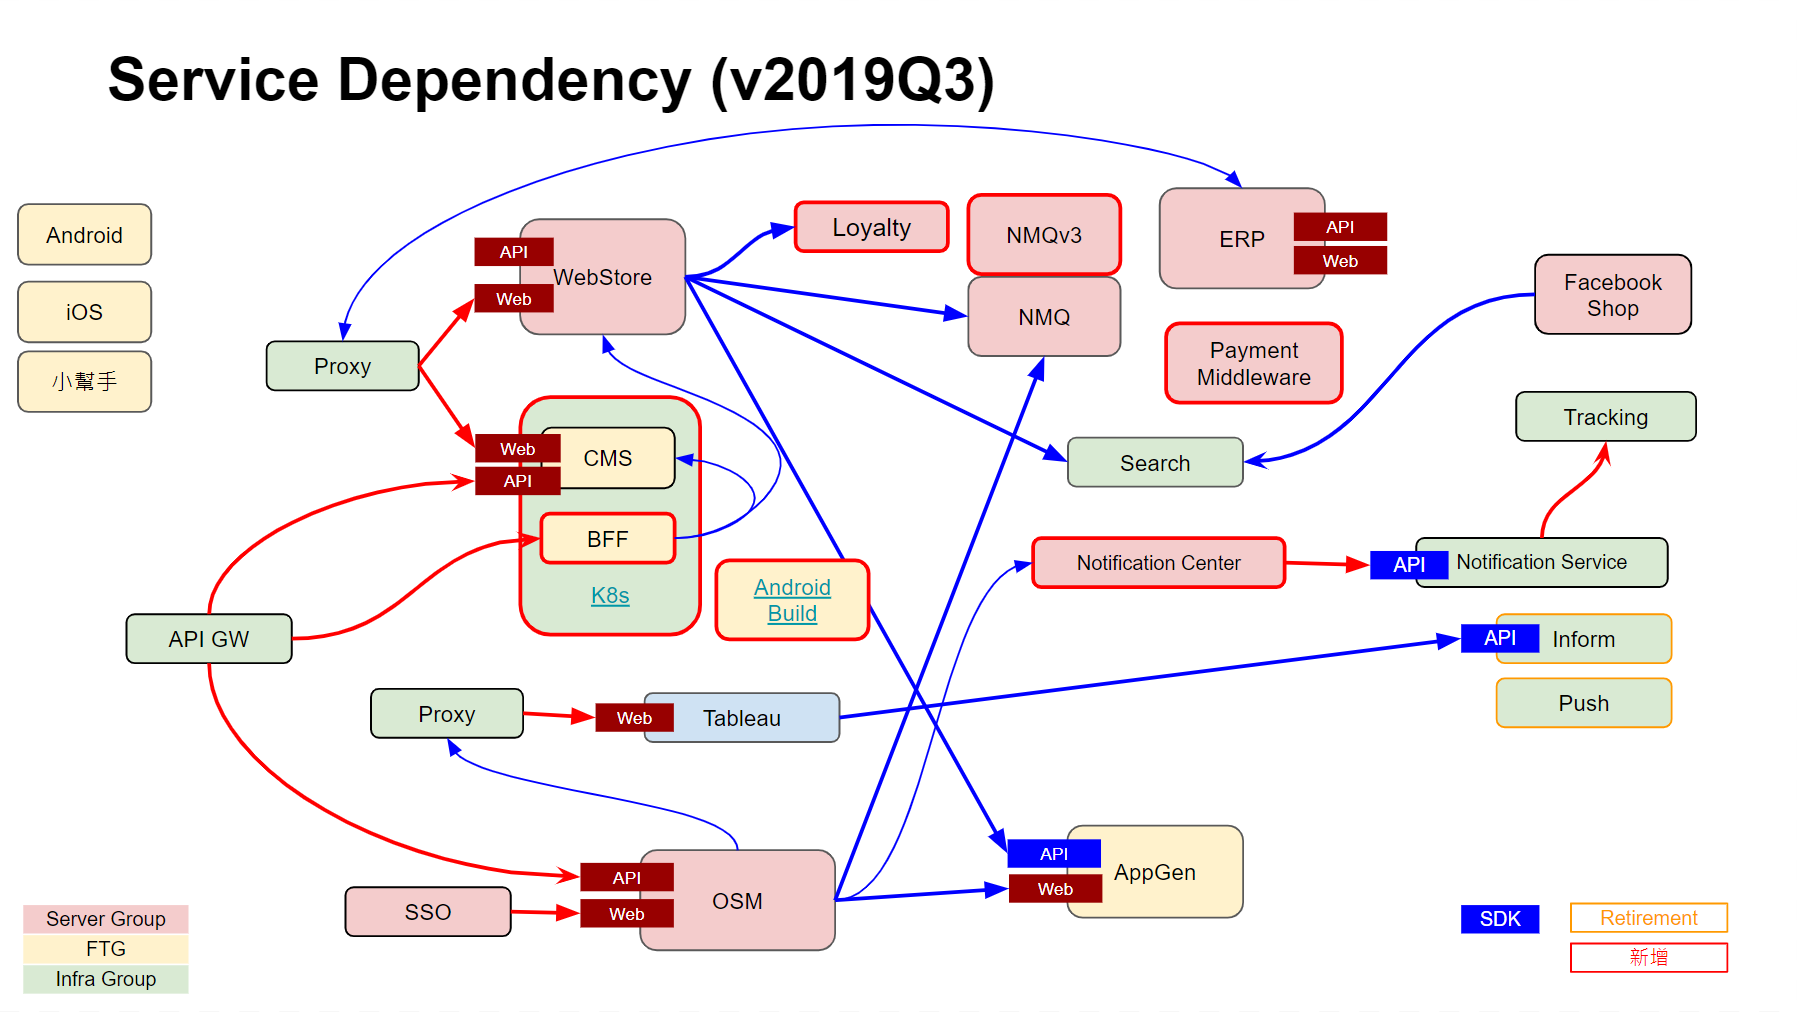 Service Dependency (v2019Q3)
Android
iOS
小幫手
Proxy
API
Web
WebStore
Loyalty
NMQv3
NMQ
ERP
API
Web
Payment
Middleware
Facebook
Shop
Tracking
Search
Web
API
CMS
BFF
K8s
Android
Build
Notification Center
API
Notification Service
API GW
API
Inform
Push
Proxy
Web
Tableau
API
Web
OSM
SSO
API
Web
AppGen
Server Group
FTG
Infra Group
SDK
Retirement
新增